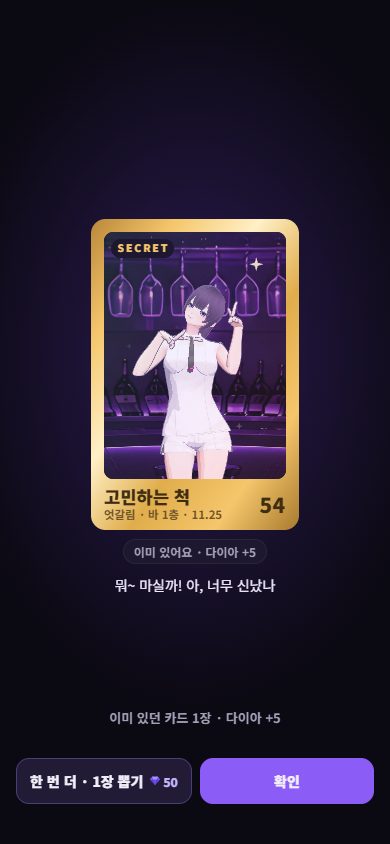 SECRET
고민하는 척
엇갈림 · 바 1층 · 11.25
54
이미 있어요 · 다이아 +5
뭐~ 마실까! 아, 너무 신났나
이미 있던 카드 1장 · 다이아 +5
한 번 더 · 1장 뽑기 50
확인